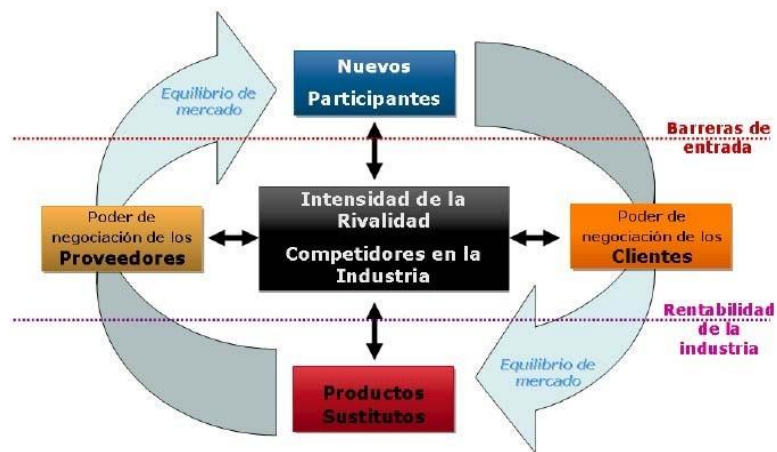 Nuevos
Participantes
Equilibrio de
mercado
Barreras de
entrada
Intensidad de la
Rivalidad
Competidores en la
Industria
Poder de
negociación de los
Proveedores
Poder de
negociación de los
Clientes
Rentabilidad
de la
industria
Equilibrio de
mercado
Productos
Sustitutos